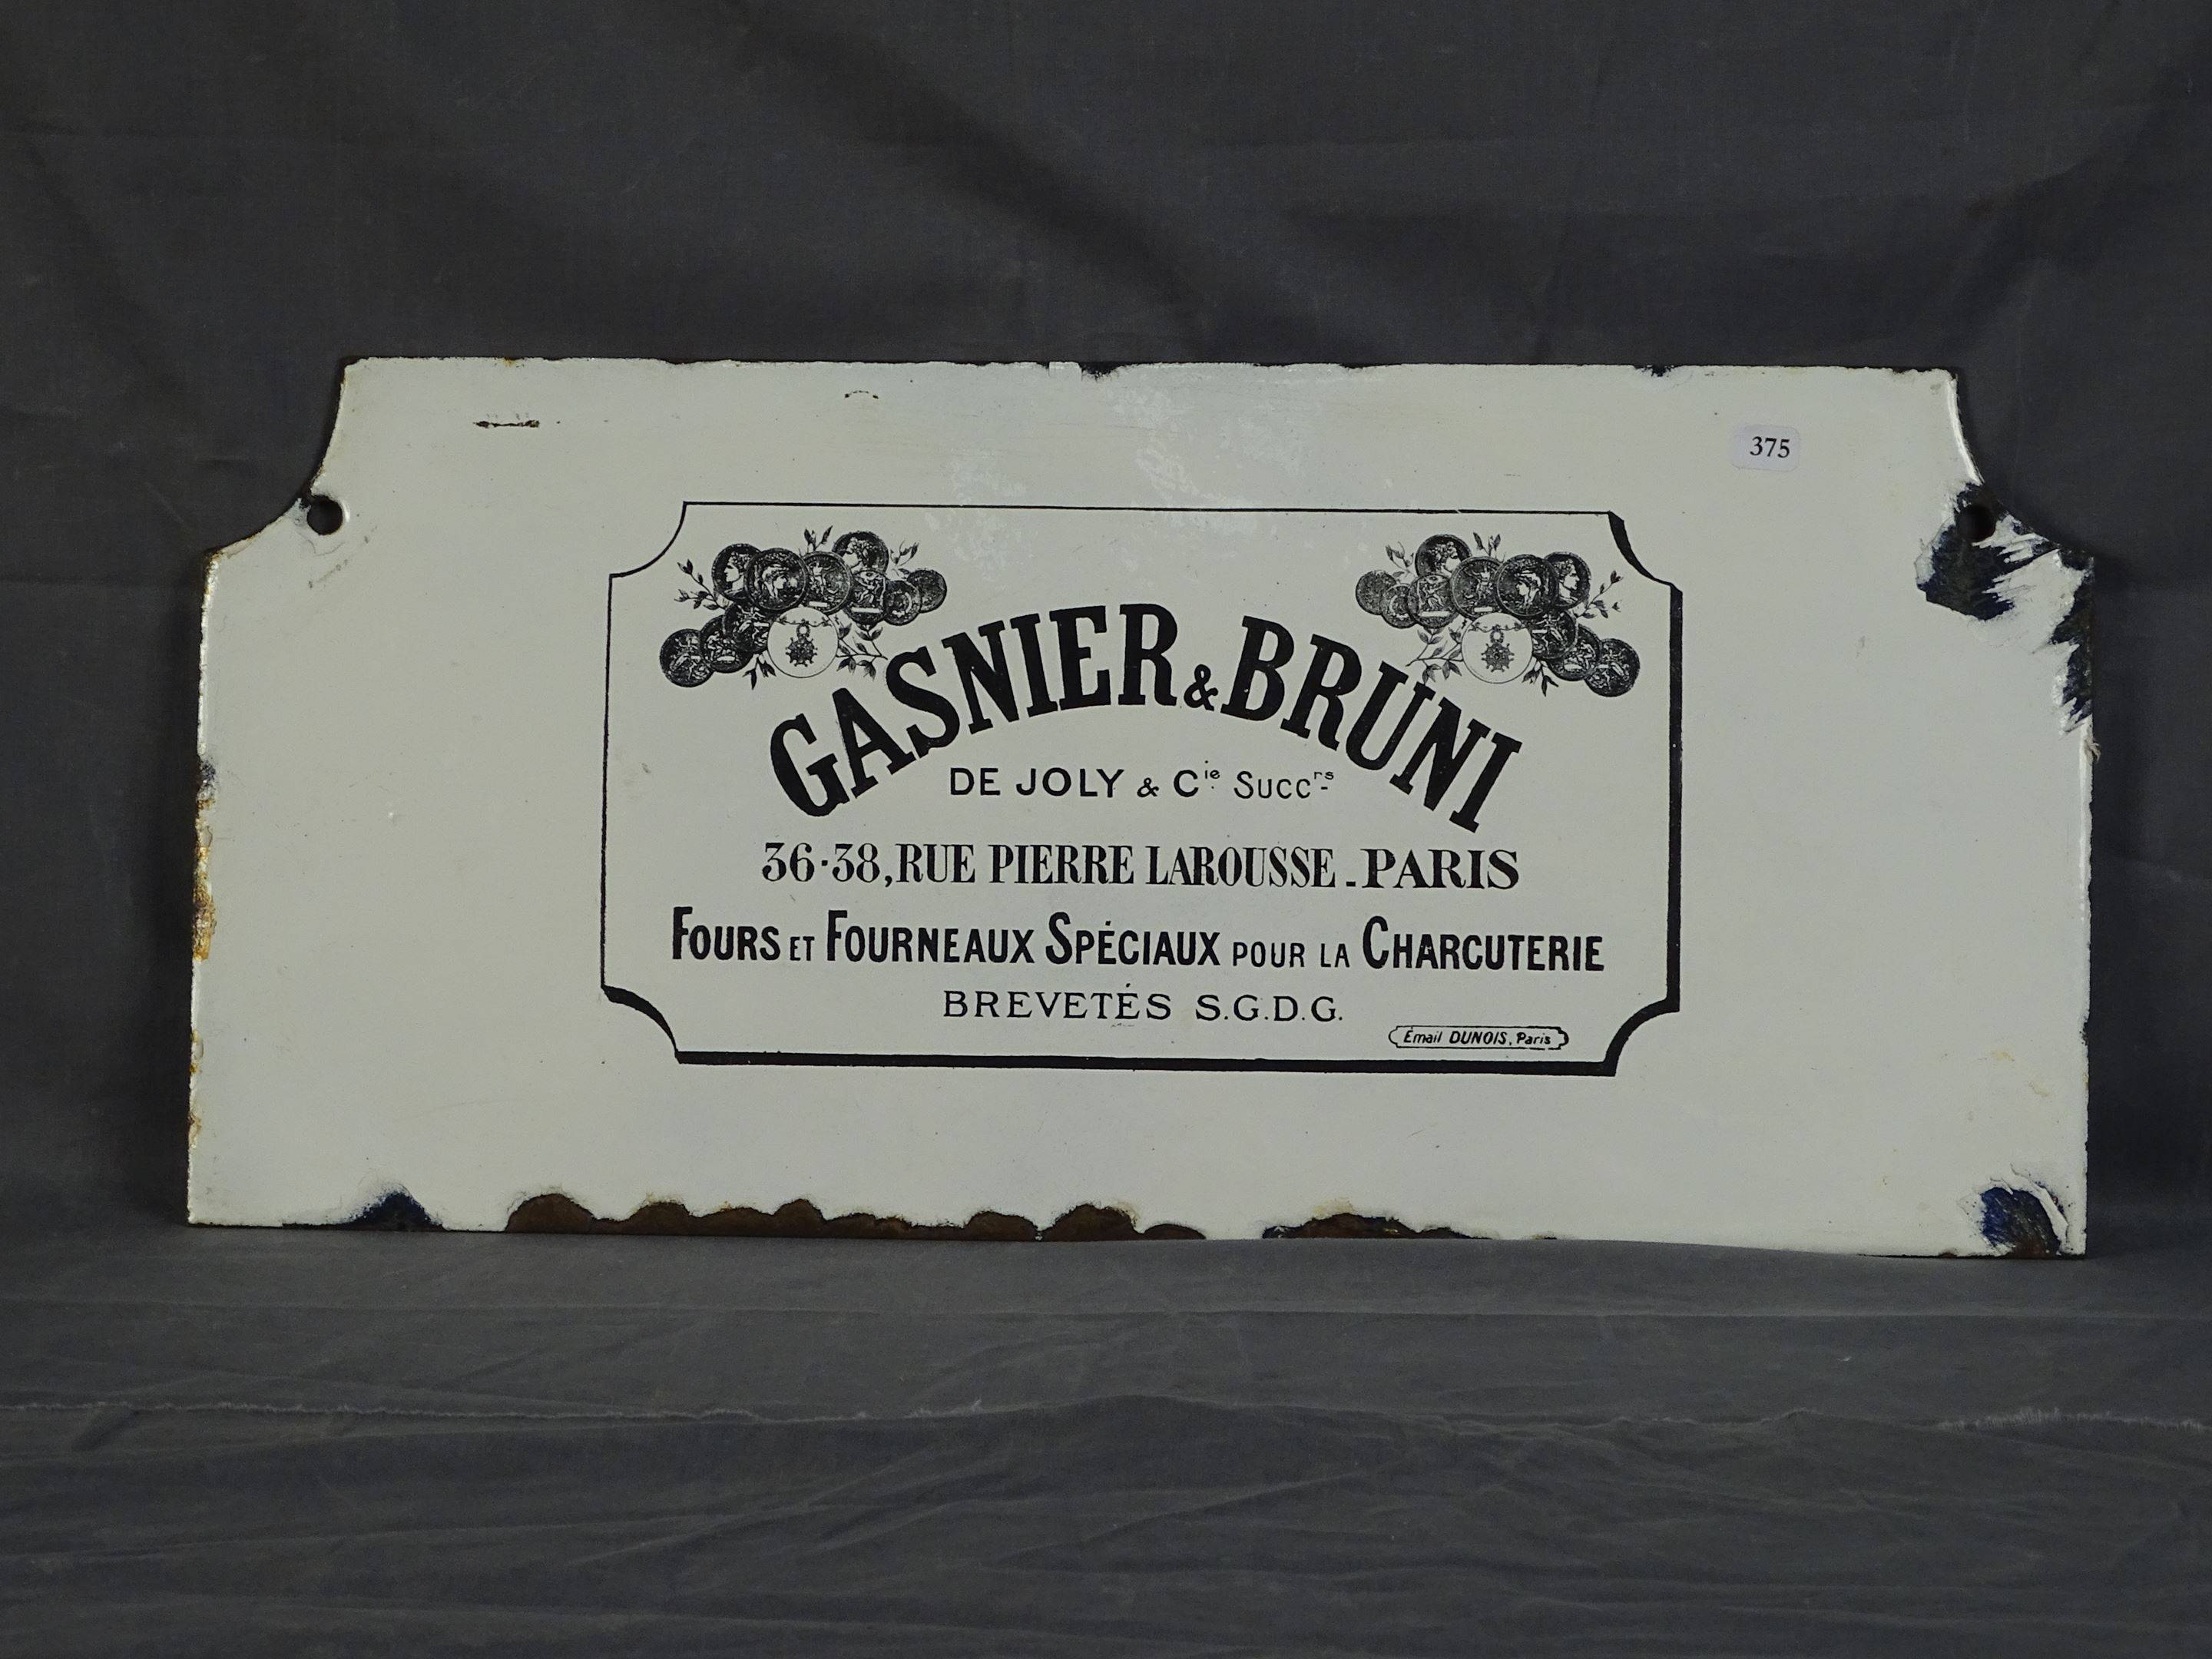 375
GASNIER & BRUNI
DE JOLY & Cie Succrs
36-38, RUE PIERRE LAROUSSE - PARIS
FOURS ET FOURNEAUX SPÉCIAUX POUR LA CHARCUTERIE
BREVETÉS S.G.D.G.
Émail DUNOIS, Paris